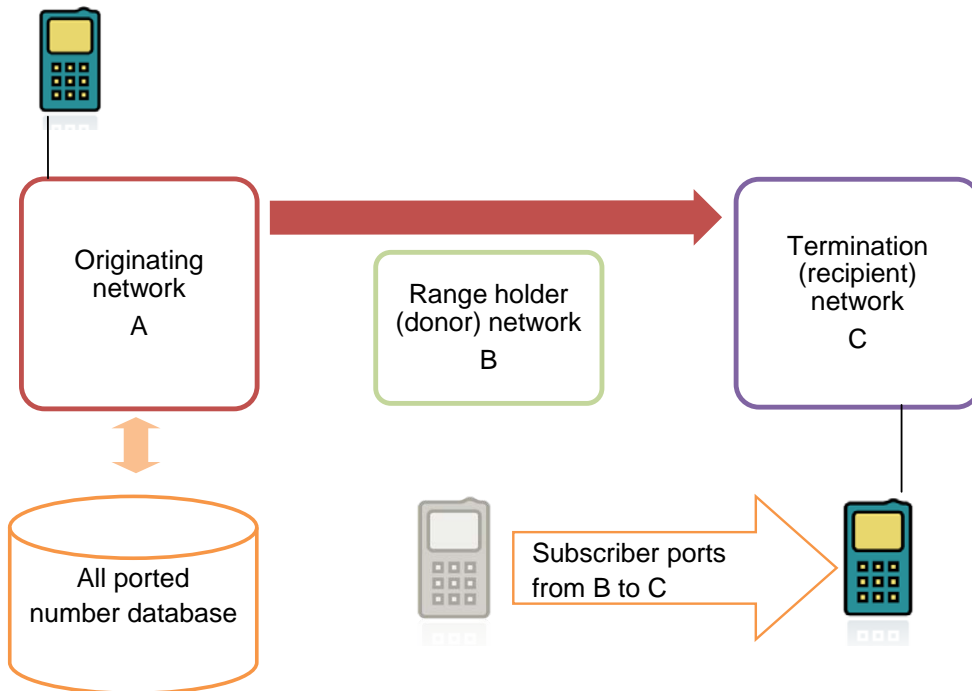 Originating
network
A
Range holder
(donor) network
B
Termination
(recipient)
network
C
All ported
number database
Subscriber ports
from B to C